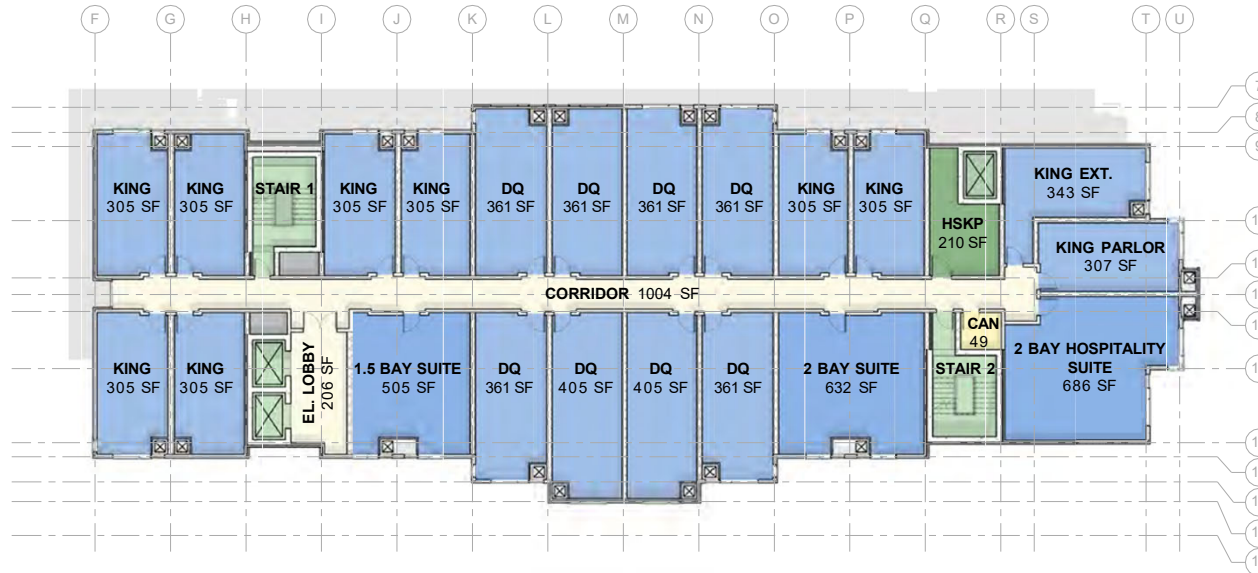 F G H I J K L M N O P Q R S T U
7
8
9
KING
305 SF
KING
305 SF
STAIR 1
KING
305 SF
KING
305 SF
DQ
361 SF
DQ
361 SF
DQ
361 SF
DQ
361 SF
KING
305 SF
KING
305 SF
HSKP
210 SF
KING EXT.
343 SF
KING PARLOR
307 SF
CORRIDOR 1004 SF
KING
305 SF
KING
305 SF
EL. LOBBY
206 SF
1.5 BAY SUITE
505 SF
DQ
361 SF
DQ
405 SF
DQ
405 SF
DQ
361 SF
2 BAY SUITE
632 SF
CAN
49
STAIR 2
2 BAY HOSPITALITY
SUITE
686 SF